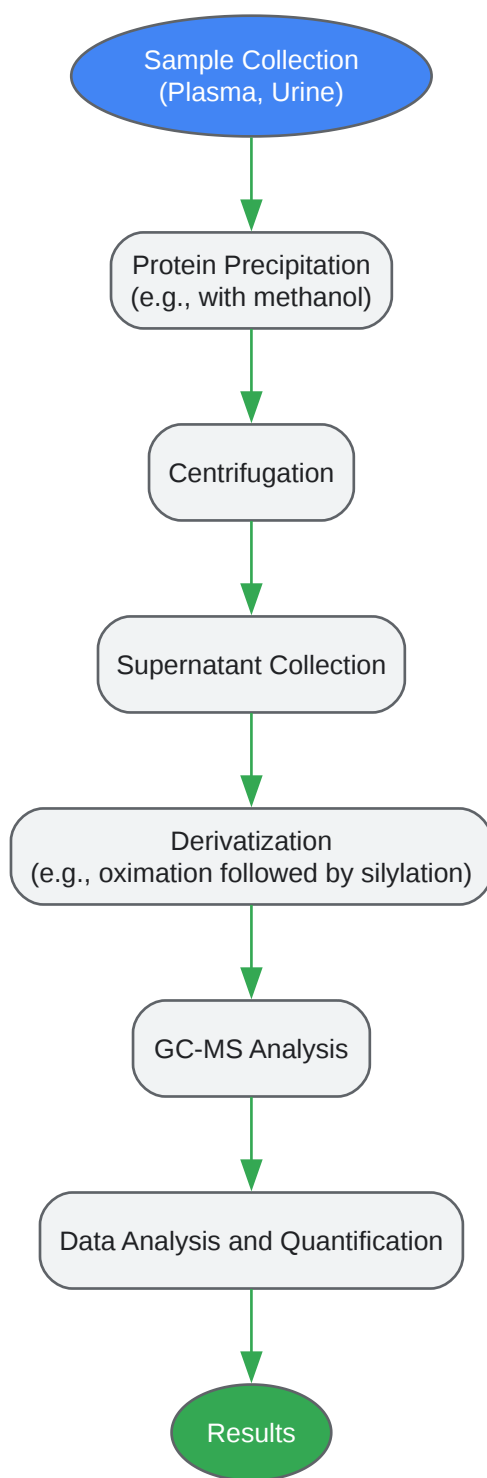 Sample Collection
(Plasma, Urine)
Protein Precipitation
(e.g., with methanol)
Centrifugation
Supernatant Collection
Derivatization
(e.g., oximation followed by silylation)
GC-MS Analysis
Data Analysis and Quantification
Results